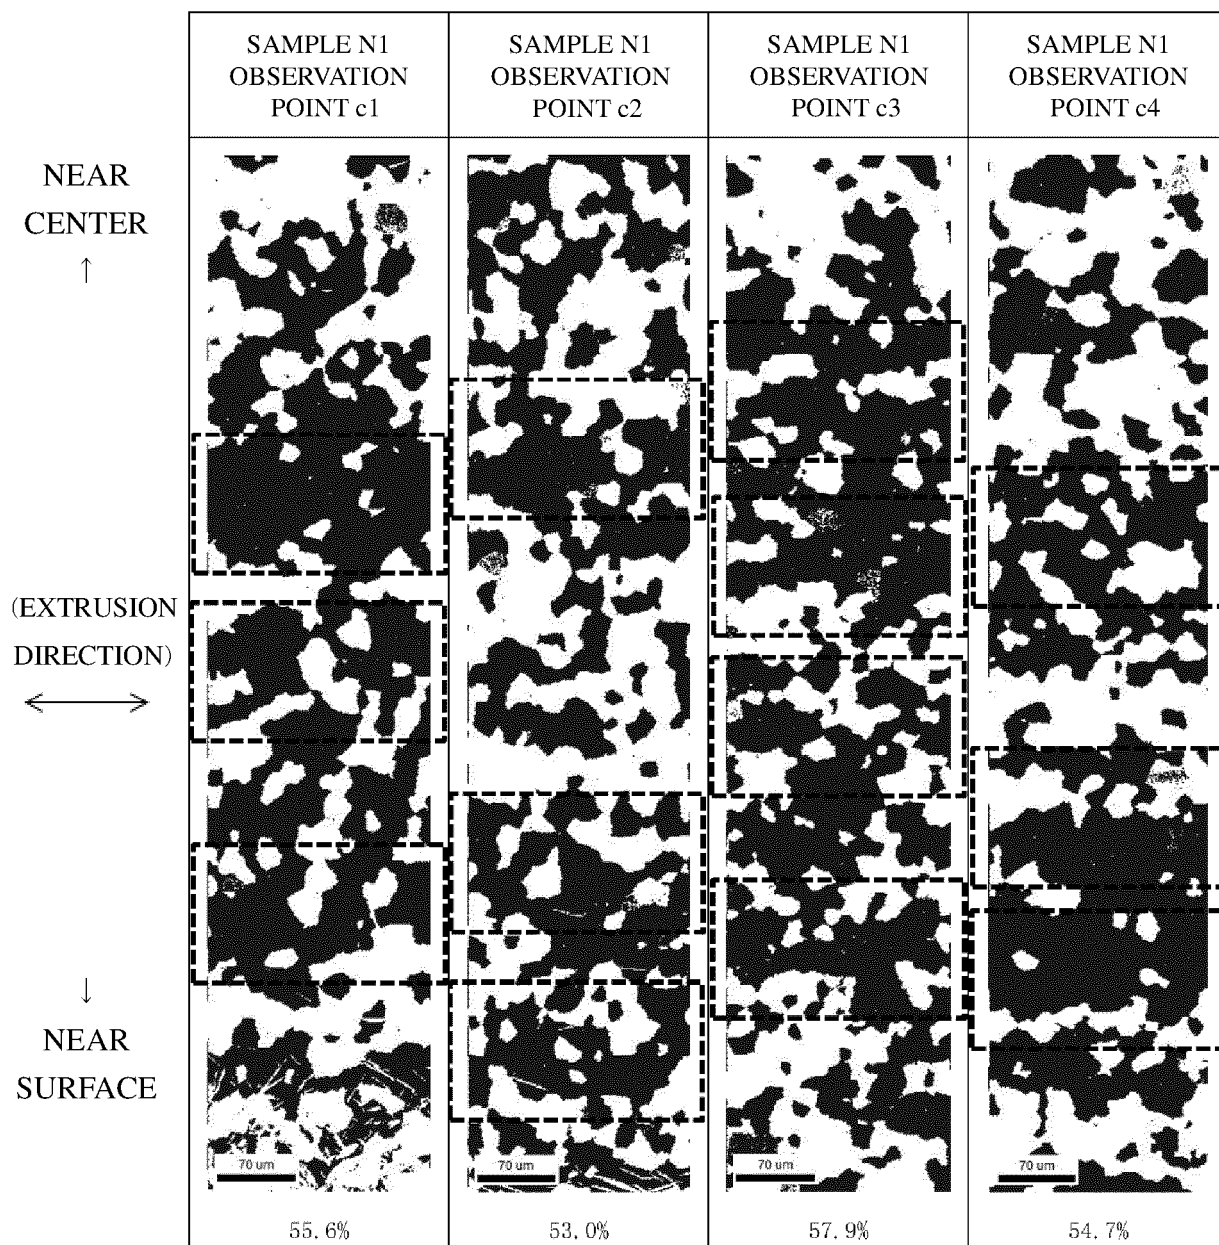 SAMPLE N1
OBSERVATION
POINT c1
SAMPLE N1
OBSERVATION
POINT c2
SAMPLE N1
OBSERVATION
POINT c3
SAMPLE N1
OBSERVATION
POINT c4
NEAR
CENTER
↑
(EXTRUSION
DIRECTION)
↓
NEAR
SURFACE
70 um
70 um
70 um
70 um
55.6%
53.0%
57.9%
54.7%